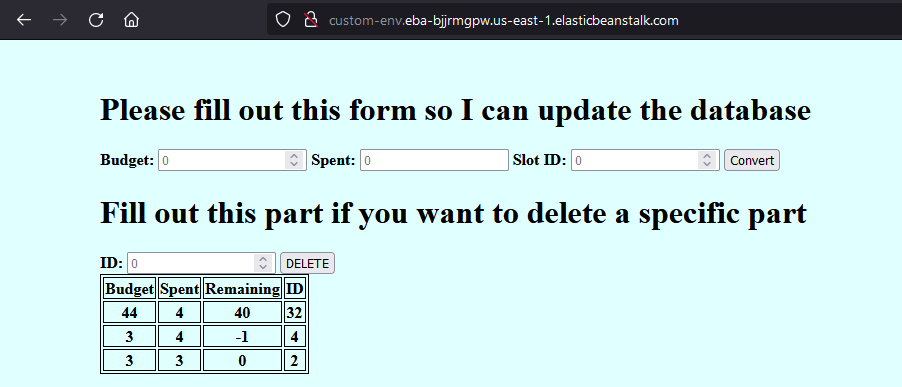 custom-env.eba-bjjrmgpw.us-east-1.elasticbeanstalk.com
Please fill out this form so I can update the database
Budget: 0 Spent: 0 Slot ID: 0 Convert
Fill out this part if you want to delete a specific part
ID: 0 DELETE
Budget Spent Remaining ID
44 4 40 32
3 4 -1 4
3 3 0 2